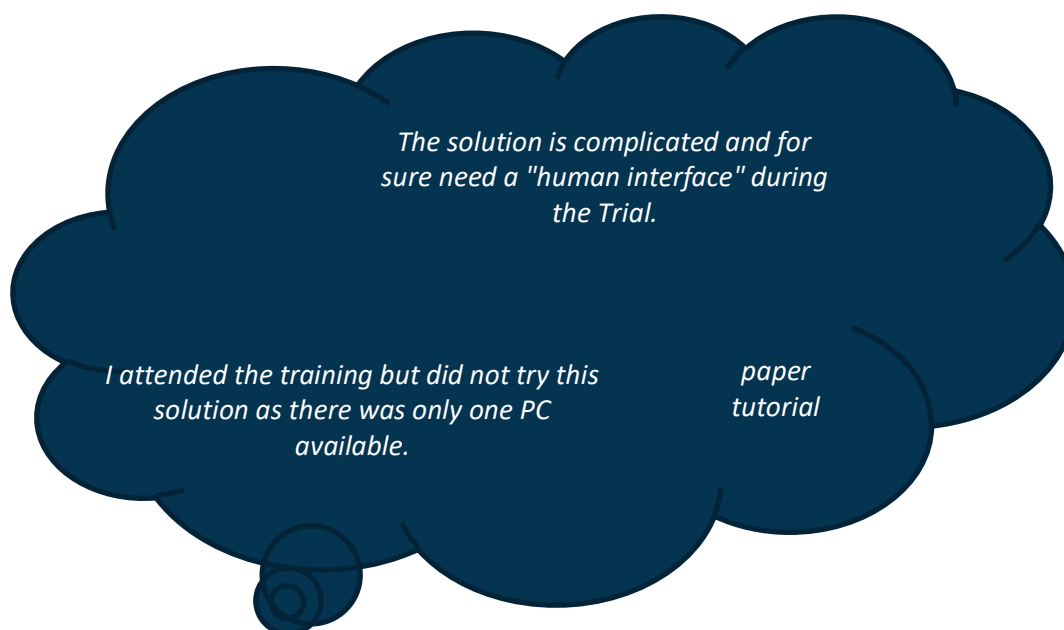 The solution is complicated and for
sure need a "human interface" during
the Trial.
I attended the training but did not try this
solution as there was only one PC
available.
paper
tutorial